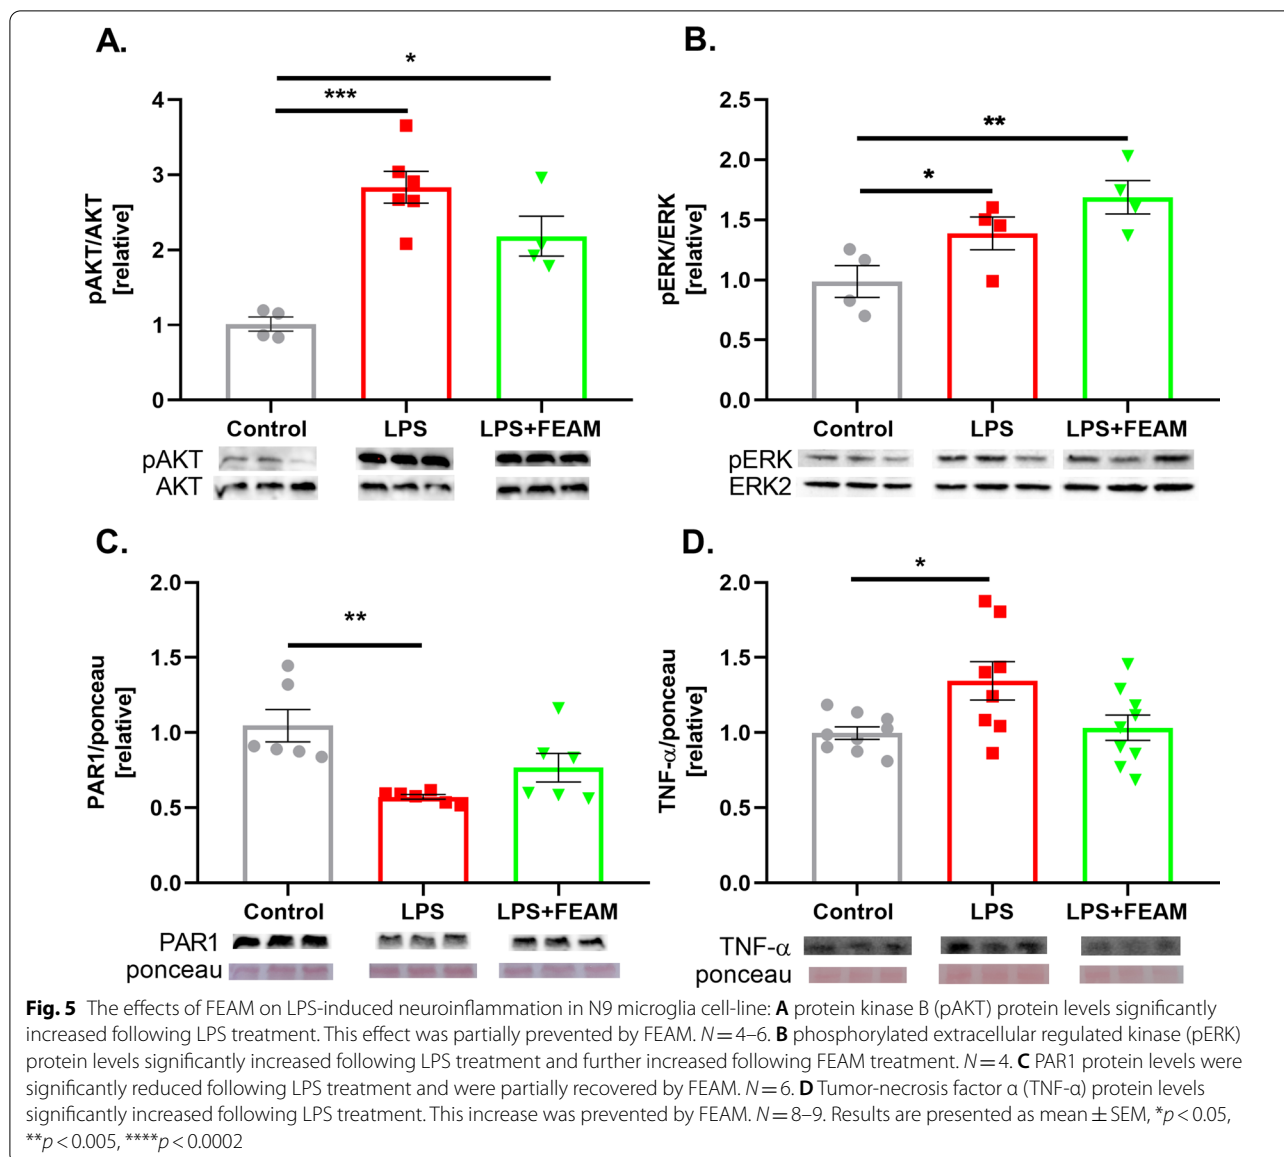 A.
*
***
4
3
2
1
0
pAKT/AKT
[relative]
Control LPS LPS+FEAM
pAKT
AKT
B.
**
*
2.5
2.0
1.5
1.0
0.5
0.0
pERK/ERK
[relative]
Control LPS LPS+FEAM
pERK
ERK2
C.
**
2.0
1.5
1.0
0.5
0.0
PAR1/ponceau
[relative]
Control LPS LPS+FEAM
PAR1
ponceau
D.
*
2.0
1.5
1.0
0.5
0.0
TNF-α/ponceau
[relative]
Control LPS LPS+FEAM
TNF-α
ponceau
Fig. 5 The effects of FEAM on LPS-induced neuroinflammation in N9 microglia cell-line: A protein kinase B (pAKT) protein levels significantly
increased following LPS treatment. This effect was partially prevented by FEAM. N = 4–6. B phosphorylated extracellular regulated kinase (pERK)
protein levels significantly increased following LPS treatment and further increased following FEAM treatment. N = 4. C PAR1 protein levels were
significantly reduced following LPS treatment and were partially recovered by FEAM. N = 6. D Tumor-necrosis factor α (TNF-α) protein levels
significantly increased following LPS treatment. This increase was prevented by FEAM. N = 8–9. Results are presented as mean ± SEM, *p < 0.05,
**p < 0.005, ****p < 0.0002